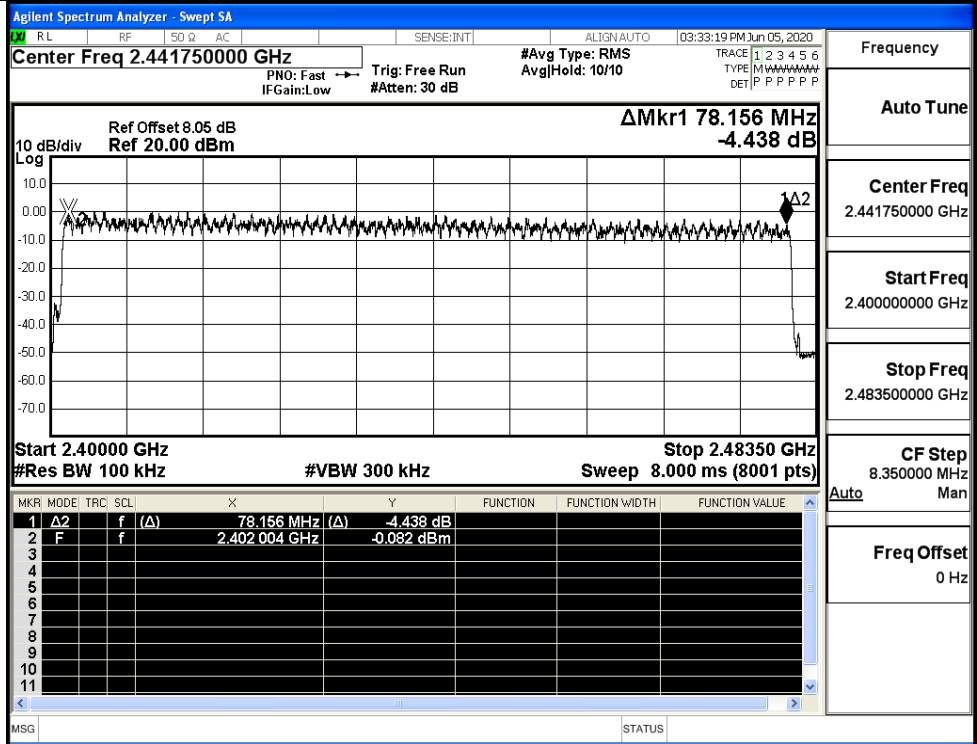 Agilent Spectrum Analyzer - Swept SA
LXI RL RF 50 Ω AC SENSE:INT ALIGNAUTO 03:33:19 PM Jun 05, 2020
Center Freq 2.441750000 GHz
PNO: Fast
IFGain:Low
Trig: Free Run
#Atten: 30 dB
#Avg Type: RMS
Avg|Hold: 10/10
TRACE 1 2 3 4 5 6
TYPE M W W W W W
DET P P P P P P
ΔMkr1 78.156 MHz
-4.438 dB
Ref Offset 8.05 dB
10 dB/div Ref 20.00 dBm
Log
10.0
0.00
-10.0
-20.0
-30.0
-40.0
-50.0
-60.0
-70.0
2
1Δ2
Start 2.40000 GHz Stop 2.48350 GHz
#Res BW 100 kHz #VBW 300 kHz Sweep 8.000 ms (8001 pts)
MKR MODE TRC SCL X Y FUNCTION FUNCTION WIDTH FUNCTION VALUE
1 Δ2 f (Δ) 78.156 MHz (Δ) -4.438 dB
2 F f 2.402 004 GHz -0.082 dBm
3
4
5
6
7
8
9
10
11
MSG STATUS
Frequency
Auto Tune
Center Freq
2.441750000 GHz
Start Freq
2.400000000 GHz
Stop Freq
2.483500000 GHz
CF Step
8.350000 MHz
Auto Man
Freq Offset
0 Hz